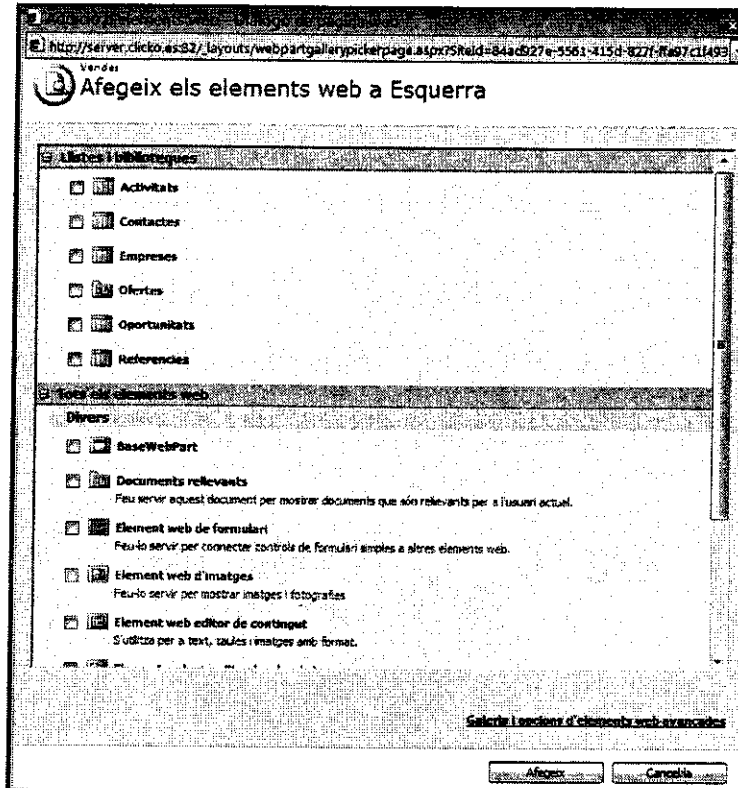 http://server.clicko.es:82/_layouts/webpartgallerypickerpage.aspx?SiteId=84ad927e-5561-415d-827f-ffa97c1f493
Vendes
Afegeix els elements web a Esquerra
Llistes i biblioteques
Activitats
Contactes
Empreses
Ofertes
Oportunitats
Referencies
Tots els elements web
Divers
BaseWebPart
Documents rellevants
Feu servir aquest document per mostrar documents que són rellevants per a l'usuari actual.
Element web de formulari
Feu-lo servir per connectar controls de formulari simples a altres elements web.
Element web d'imatges
Feu-lo servir per mostrar imatges i fotografies
Element web editor de contingut
S'utilitza per a text, taules i imatges amb format.
Galeria i opcions d'elements web avançades
Afegeix
Cancel·la